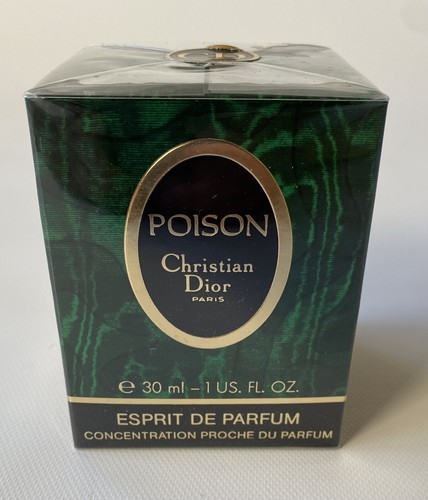 POISON
Christian
Dior
PARIS
℮ 30 ml – 1 US. FL. OZ.
ESPRIT DE PARFUM
CONCENTRATION PROCHE DU PARFUM